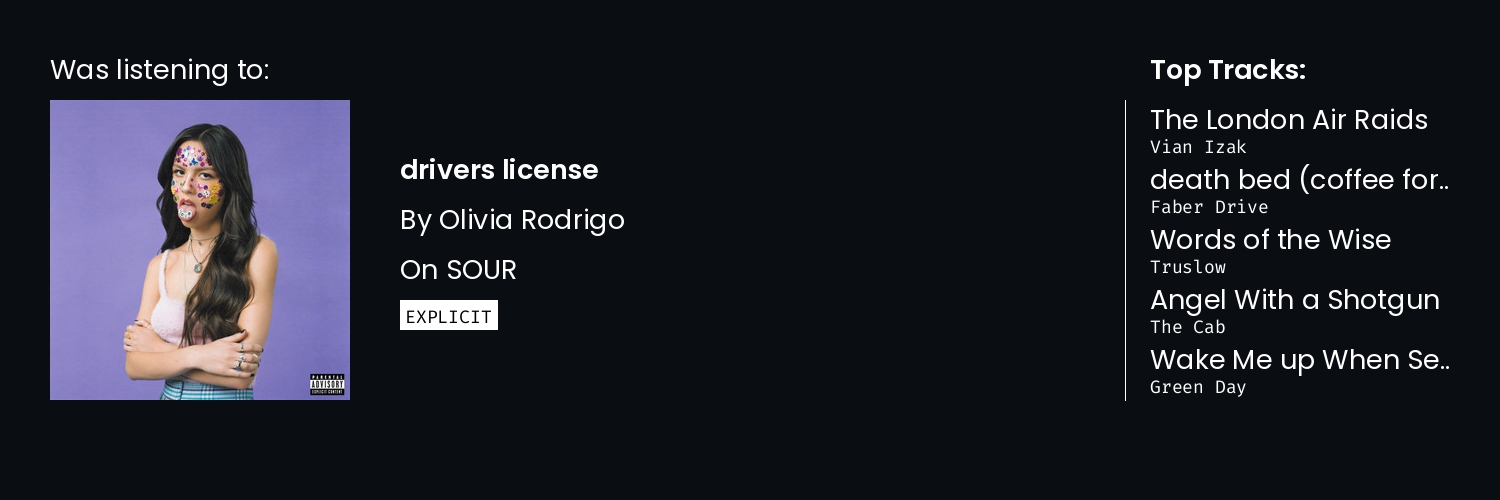 Was listening to:
drivers license
By Olivia Rodrigo
On SOUR
EXPLICIT
PARENTAL
ADVISORY
EXPLICIT CONTENT
Top Tracks:
The London Air Raids
Vian Izak
death bed (coffee for..
Faber Drive
Words of the Wise
Truslow
Angel With a Shotgun
The Cab
Wake Me up When Se..
Green Day